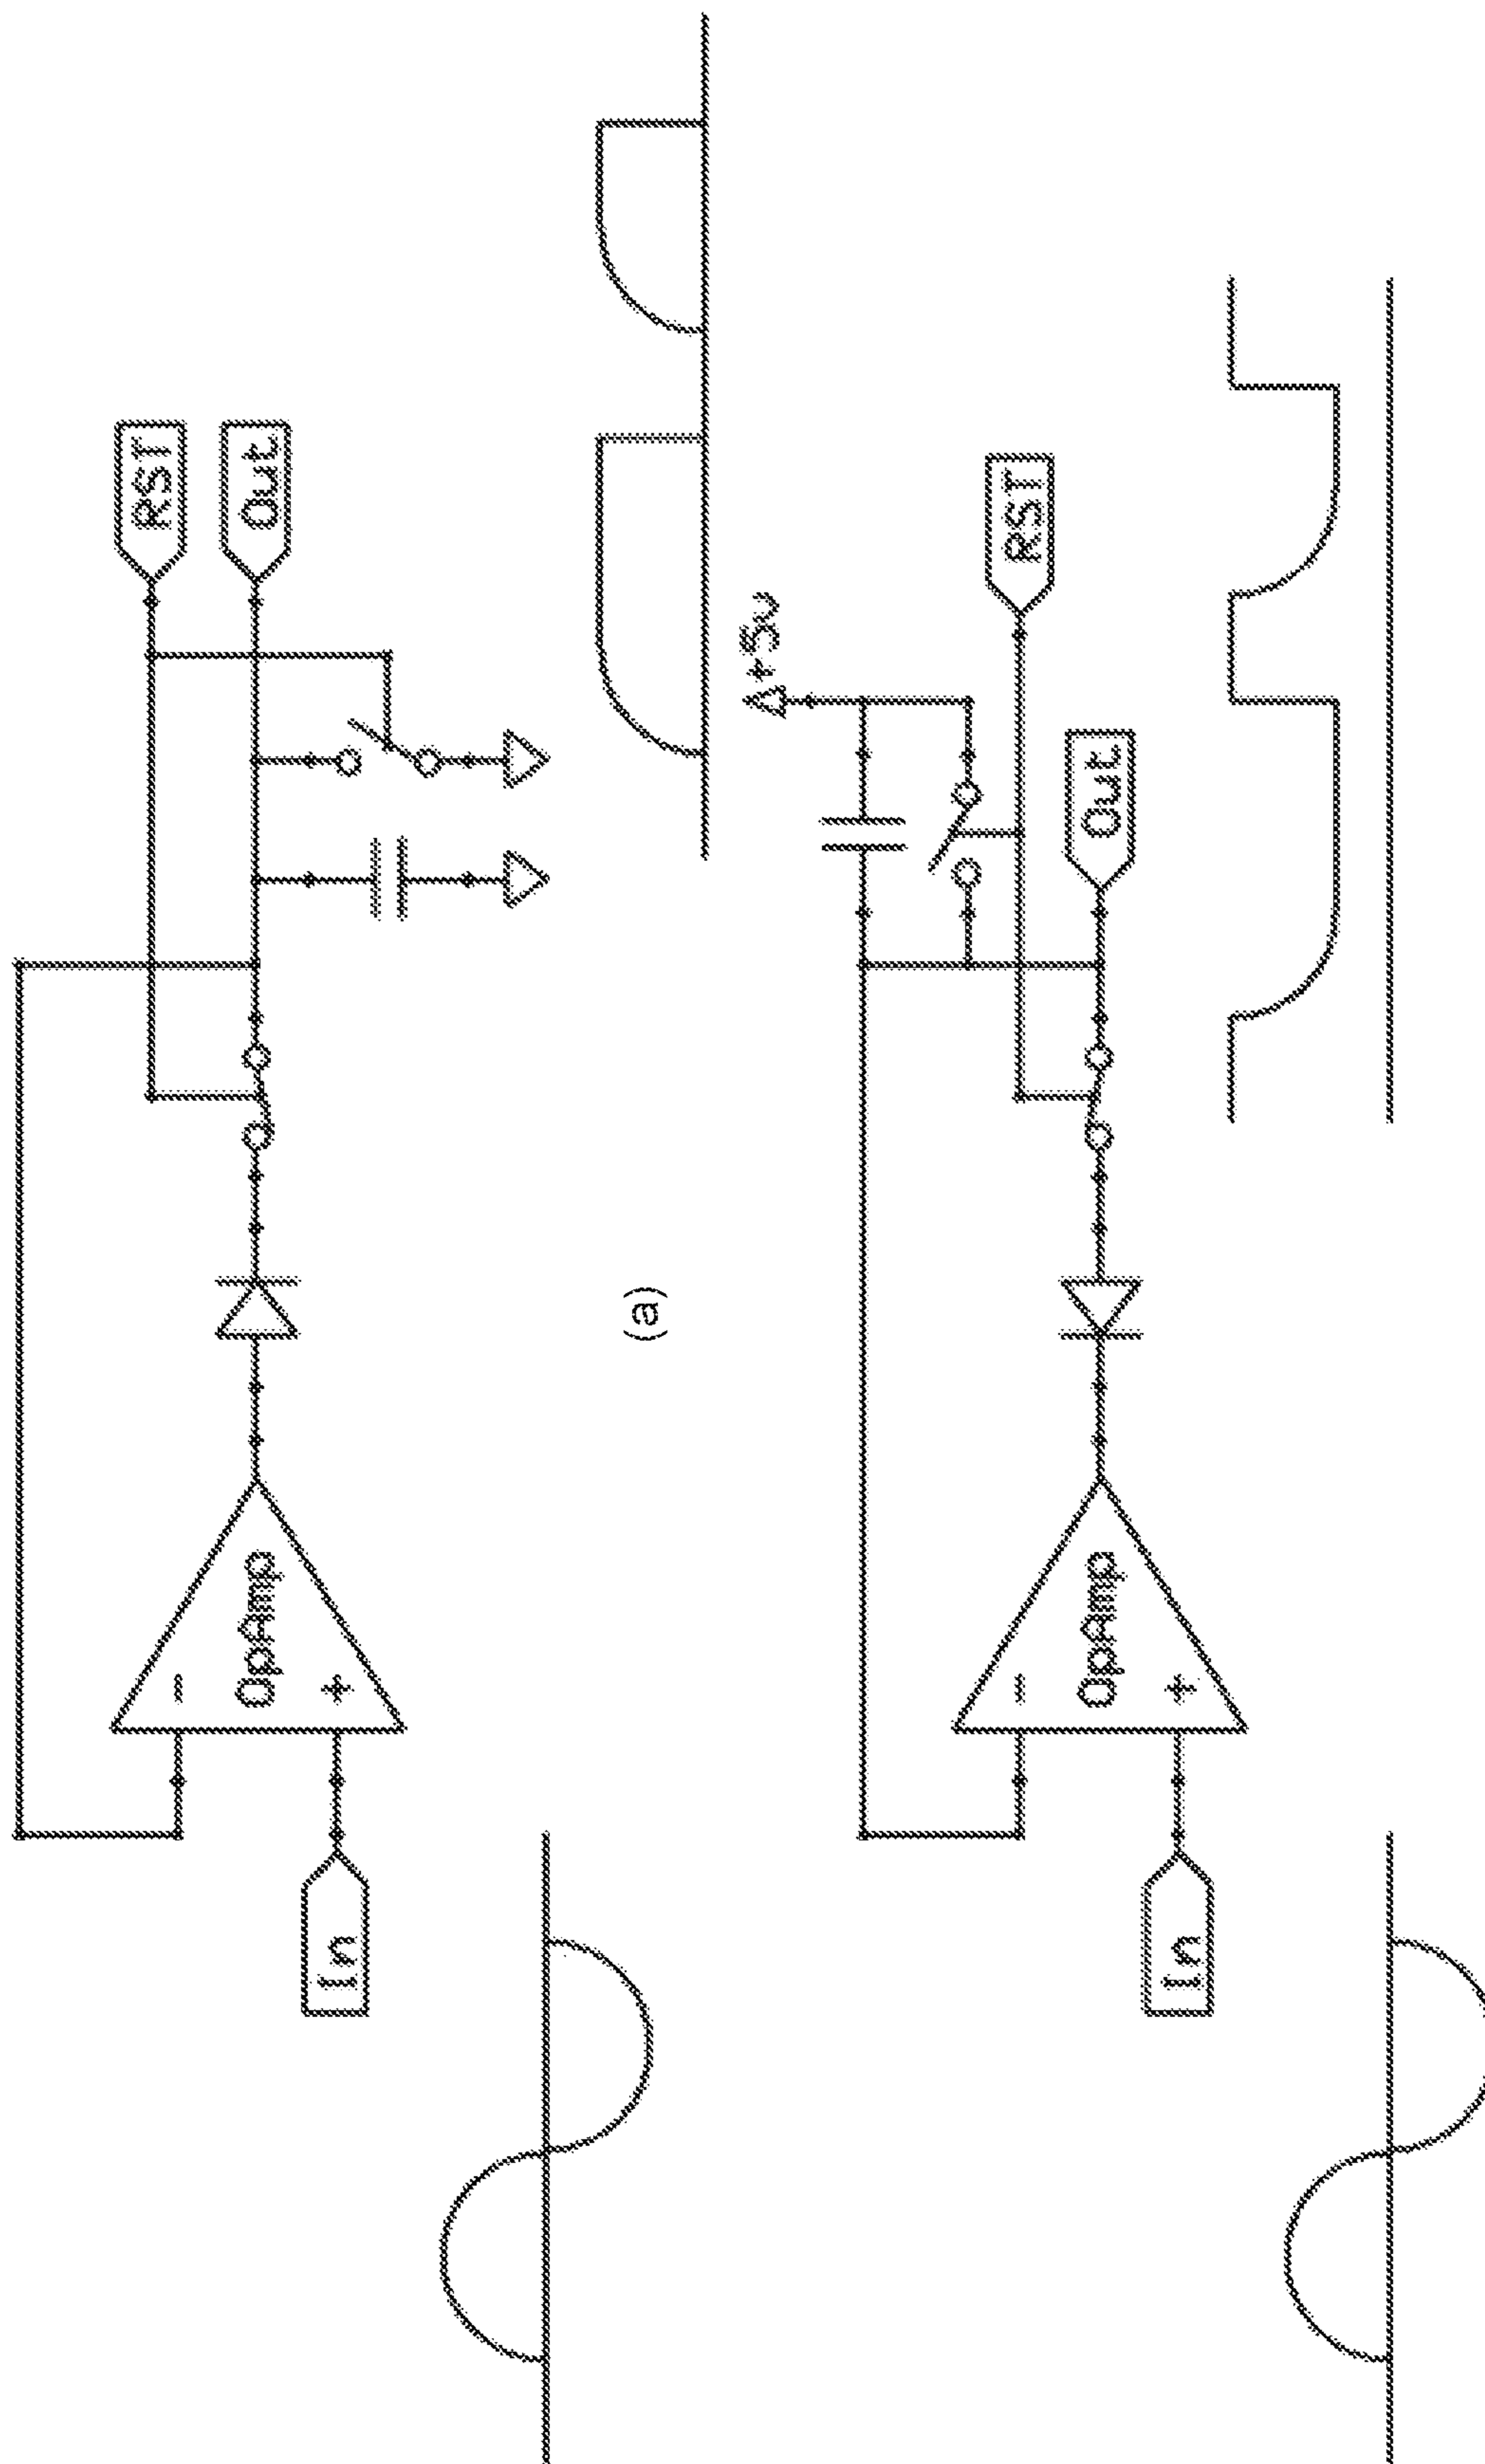 RST
Out
OpAmp
-
+
In
(a)
+5v
RST
Out
OpAmp
-
+
In